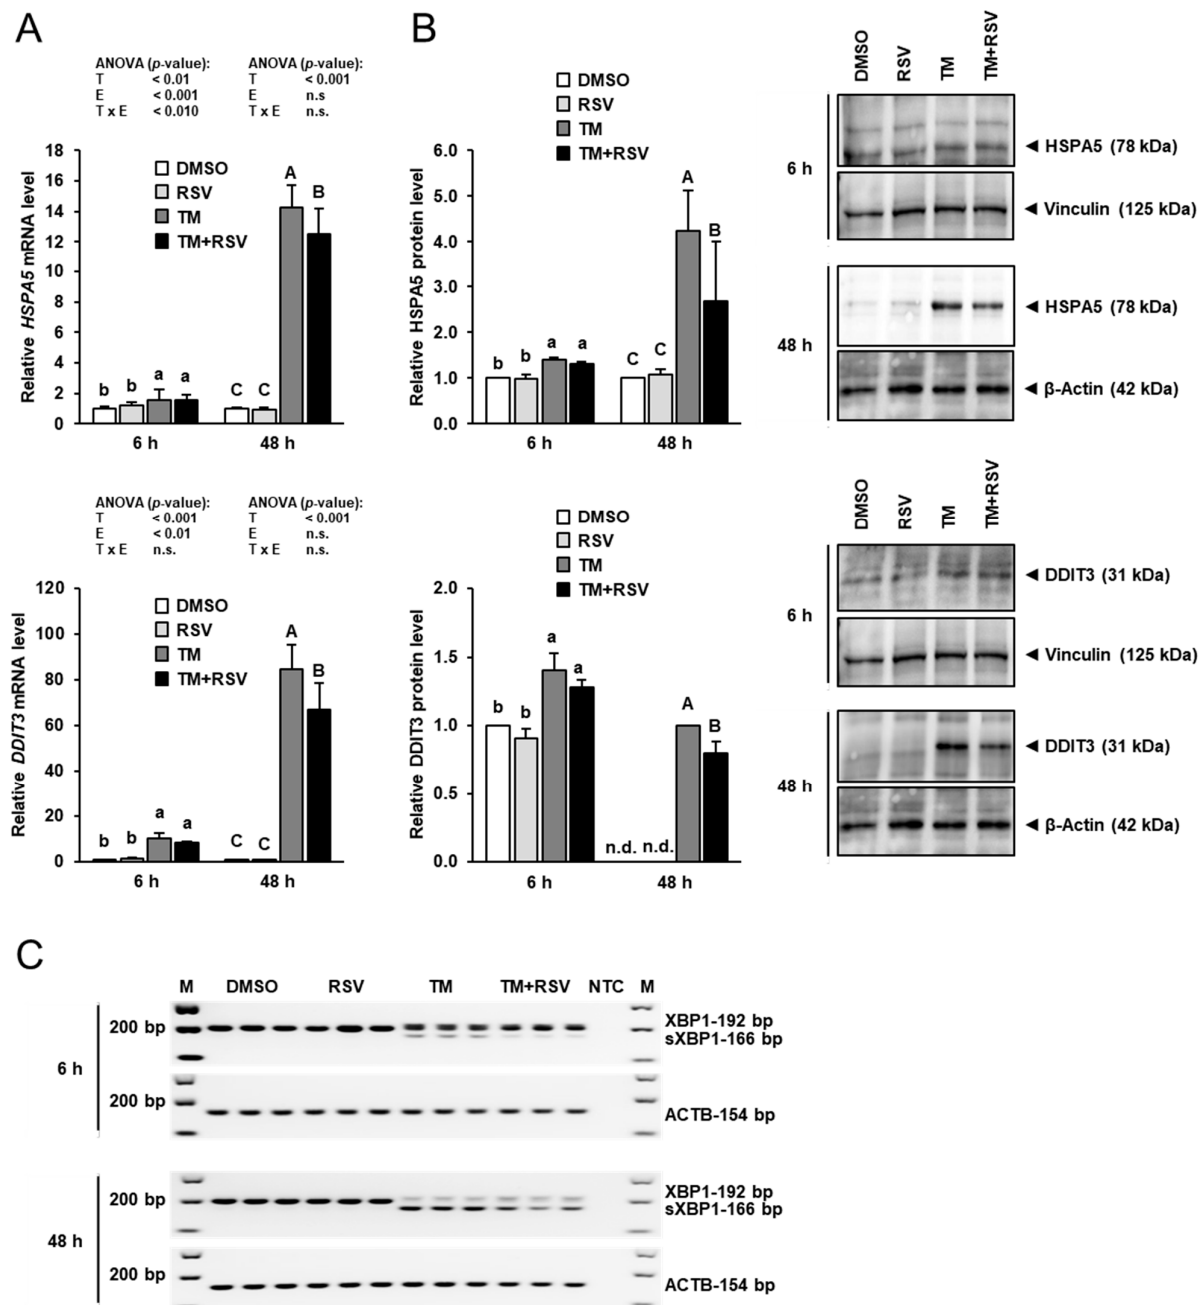 A
ANOVA (p-value):
T < 0.01
E < 0.001
T x E < 0.010
ANOVA (p-value):
T < 0.001
E n.s
T x E n.s.
Relative HSPA5 mRNA level
18
16
14
12
10
8
6
4
2
0
DMSO
RSV
TM
TM+RSV
b b a a
C C A B
6 h 48 h
ANOVA (p-value):
T < 0.001
E < 0.01
T x E n.s.
ANOVA (p-value):
T < 0.001
E n.s.
T x E n.s.
Relative DDIT3 mRNA level
120
100
80
60
40
20
0
DMSO
RSV
TM
TM+RSV
b b a a
C C A B
6 h 48 h
B
DMSO
RSV
TM
TM+RSV
Relative HSPA5 protein level
6.0
5.0
4.0
3.0
2.0
1.0
0.0
b b a a
C C A B
6 h 48 h
DMSO RSV TM TM+RSV
6 h
HSPA5 (78 kDa)
Vinculin (125 kDa)
48 h
HSPA5 (78 kDa)
β-Actin (42 kDa)
DMSO
RSV
TM
TM+RSV
Relative DDIT3 protein level
2.0
1.5
1.0
0.5
0.0
b b a a
n.d. n.d. A B
6 h 48 h
DMSO RSV TM TM+RSV
6 h
DDIT3 (31 kDa)
Vinculin (125 kDa)
48 h
DDIT3 (31 kDa)
β-Actin (42 kDa)
C
M DMSO RSV TM TM+RSV NTC M
6 h
200 bp
XBP1-192 bp
sXBP1-166 bp
200 bp
ACTB-154 bp
48 h
200 bp
XBP1-192 bp
sXBP1-166 bp
200 bp
ACTB-154 bp